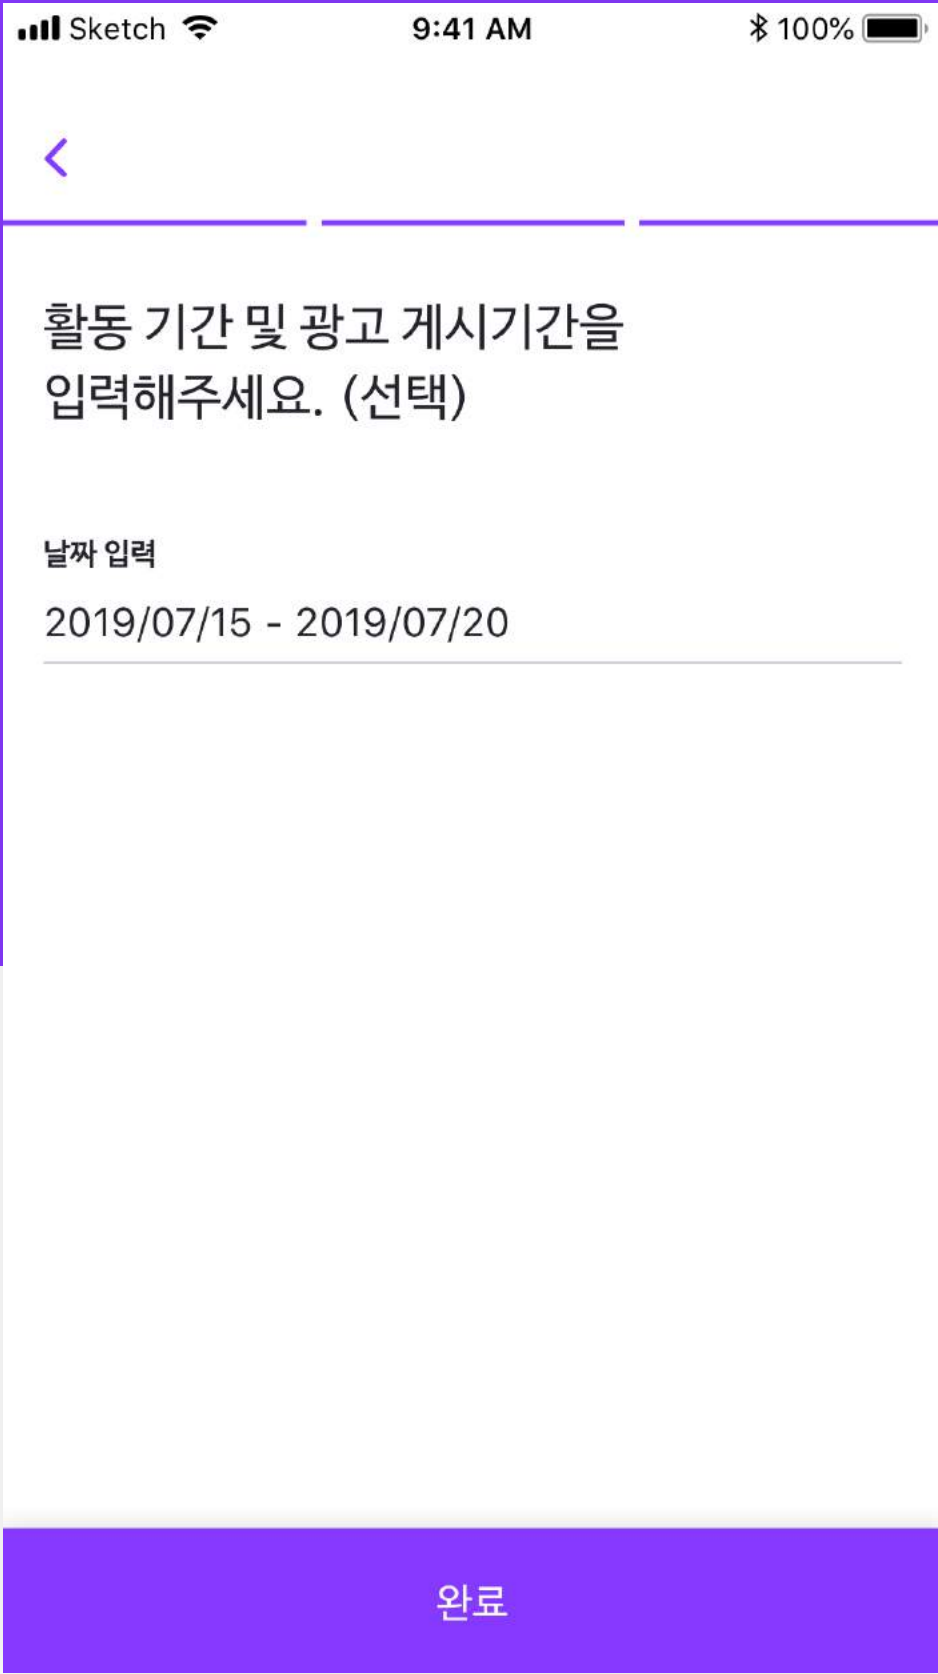 Sketch 9:41 AM 100%
활동 기간 및 광고 게시기간을
입력해주세요. (선택)
날짜 입력
2019/07/15 - 2019/07/20
완료